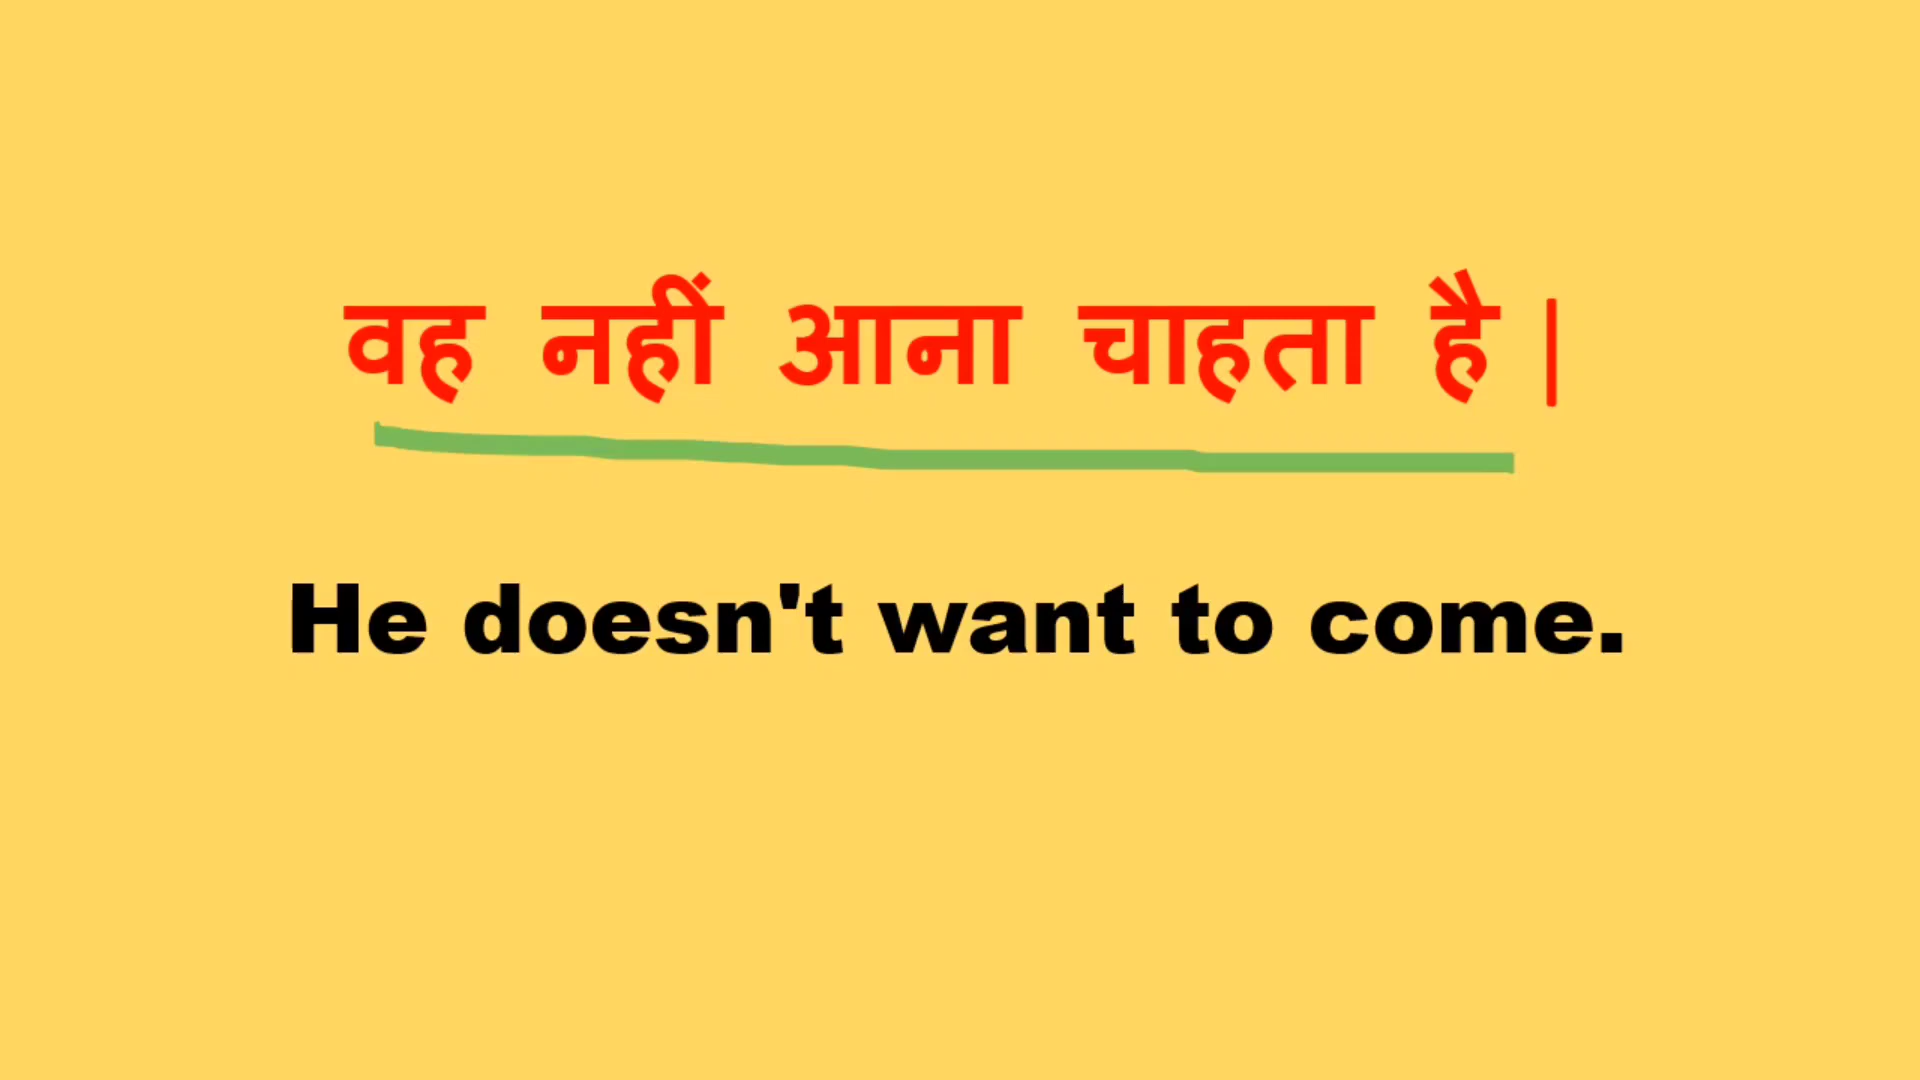 वह नहीं आना चाहता है |
He doesn't want to come.